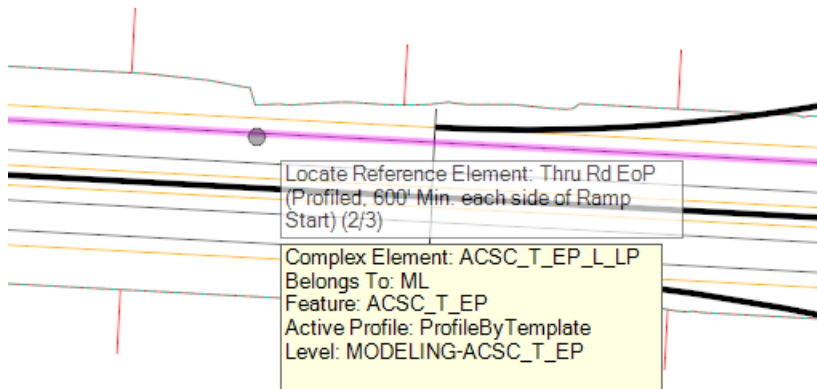 Locate Reference Element: Thru Rd EoP
(Profiled, 600' Min. each side of Ramp
Start) (2/3)
Complex Element: ACSC_T_EP_L_LP
Belongs To: ML
Feature: ACSC_T_EP
Active Profile: ProfileByTemplate
Level: MODELING-ACSC_T_EP